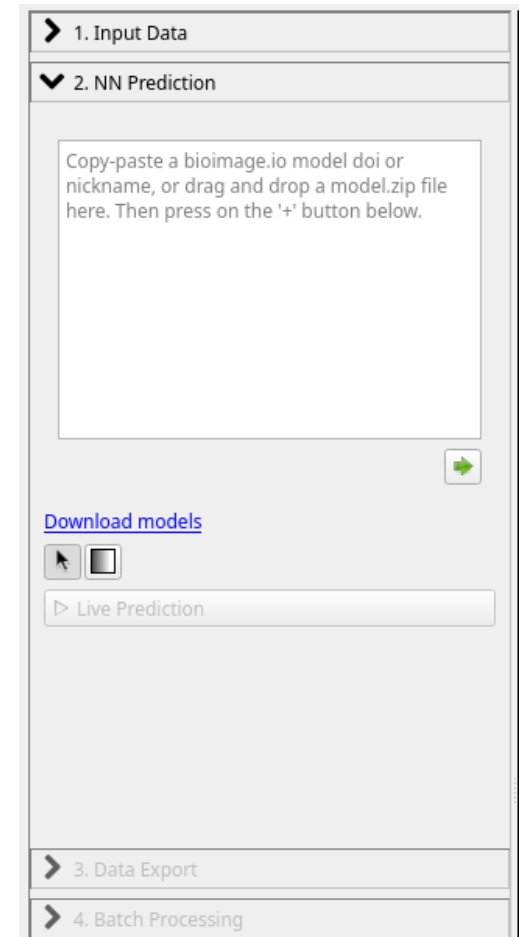 1. Input Data
2. NN Prediction
Copy-paste a bioimage.io model doi or
nickname, or drag and drop a model.zip file
here. Then press on the '+' button below.
Download models
Live Prediction
3. Data Export
4. Batch Processing